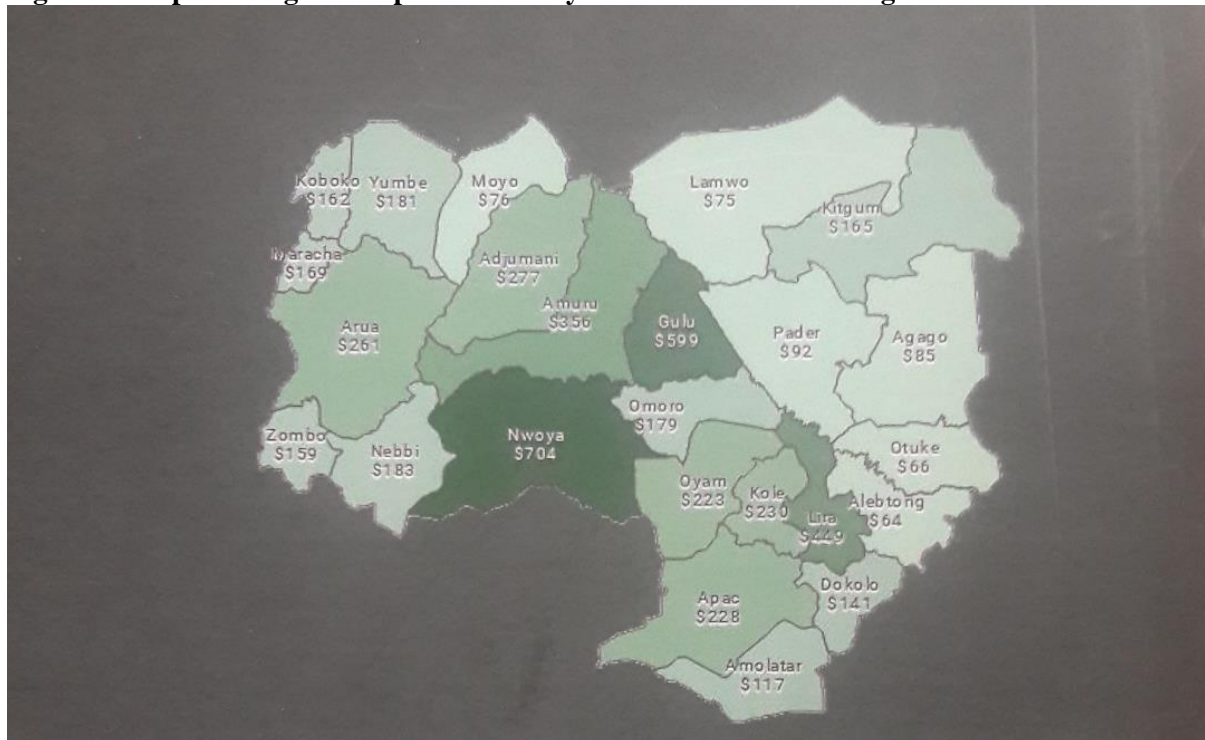 Koboko
$162
Yumbe
$181
Moyo
$76
Lamwo
$75
Kitgum
$165
Maracha
$169
Adjumani
$277
Amuru
$356
Arua
$261
Gulu
$599
Pader
$92
Agago
$85
Omoro
$179
Zombo
$159
Nebbi
$183
Nwoya
$704
Otuke
$66
Oyam
$223
Kole
$230
Alebtong
$64
Lira
$449
Dokolo
$141
Apac
$228
Amolatar
$117